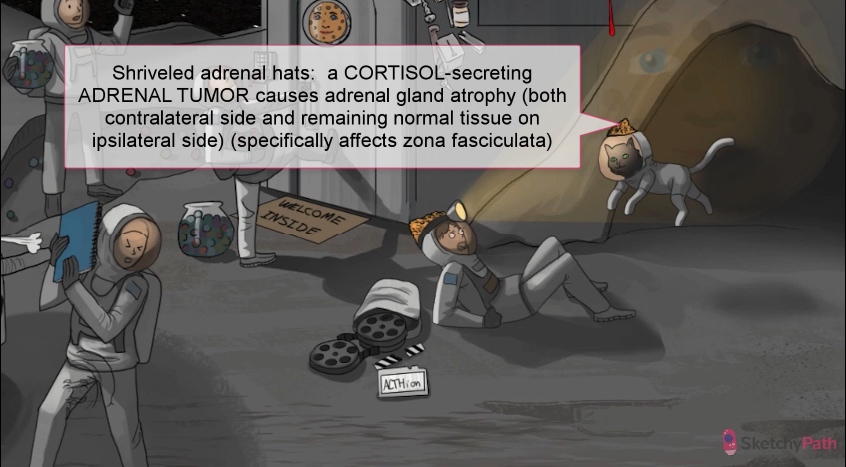 Shriveled adrenal hats: a CORTISOL-secreting
ADRENAL TUMOR causes adrenal gland atrophy (both
contralateral side and remaining normal tissue on
ipsilateral side) (specifically affects zona fasciculata)
WELCOME
INSIDE
ACTHion
SketchyPath